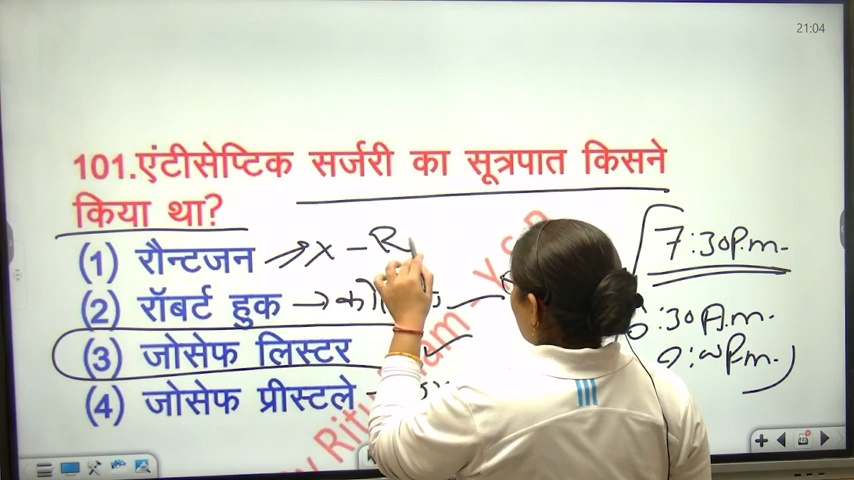 21:04
101.एंटीसेप्टिक सर्जरी का सूत्रपात किसने
किया था?
(1) रौन्टजन → X-R
(2) रॉबर्ट हुक →
(3) जोसेफ लिस्टर
(4) जोसेफ प्रीस्टले
7:30P.m.
:30A.m.
P.m.